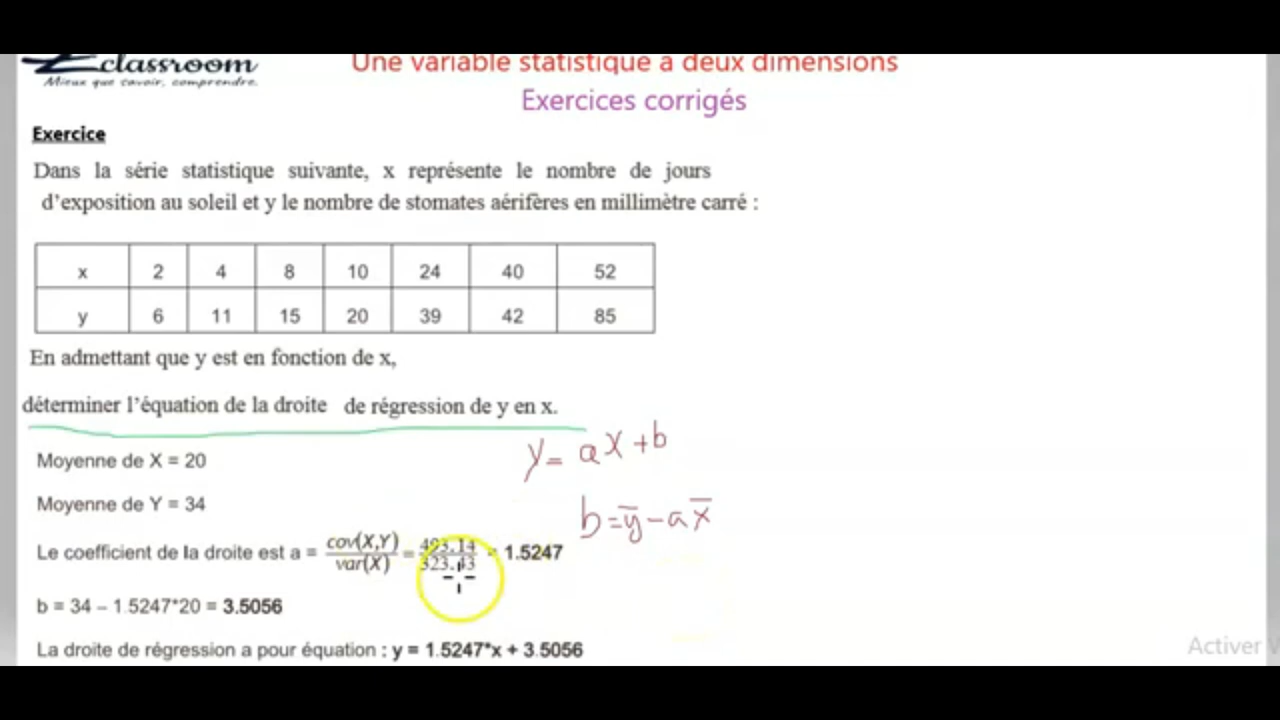 Eclassroom
Mieux que savoir, comprendre.
Une variable statistique à deux dimensions
Exercices corrigés
Exercice
Dans la série statistique suivante, x représente le nombre de jours
d'exposition au soleil et y le nombre de stomates aérifères en millimètre carré :
x 2 4 8 10 24 40 52
y 6 11 15 20 39 42 85
En admettant que y est en fonction de x,
déterminer l'équation de la droite de régression de y en x.
y = aX + b
Moyenne de X = 20
Moyenne de Y = 34
b = y̅ - a x̅
Le coefficient de la droite est a = cov(X,Y)/var(X) = 493.14/323.43 = 1.5247
b = 34 – 1.5247*20 = 3.5056
La droite de régression a pour équation : y = 1.5247*x + 3.5056
Activer